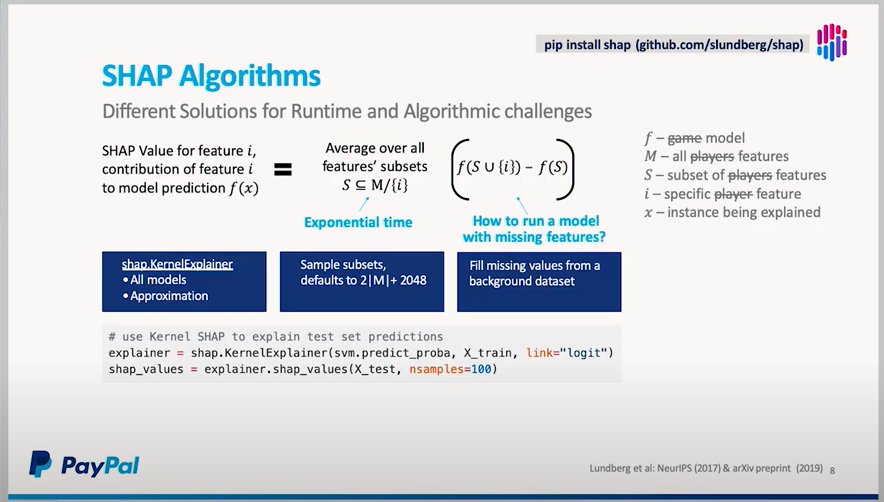 pip install shap (github.com/slundberg/shap)
SHAP Algorithms
Different Solutions for Runtime and Algorithmic challenges
SHAP Value for feature i,
contribution of feature i
to model prediction f(x)
=
Average over all
features' subsets
S ⊆ M/{i}
(f(S ∪ {i}) − f(S))
Exponential time
How to run a model
with missing features?
f – game model
M – all players features
S – subset of players features
i – specific player feature
x – instance being explained
shap.KernelExplainer
• All models
• Approximation
Sample subsets,
defaults to 2|M|+ 2048
Fill missing values from a
background dataset
# use Kernel SHAP to explain test set predictions
explainer = shap.KernelExplainer(svm.predict_proba, X_train, link="logit")
shap_values = explainer.shap_values(X_test, nsamples=100)
PayPal
Lundberg et al: NeurIPS (2017) & arXiv preprint (2019) 8